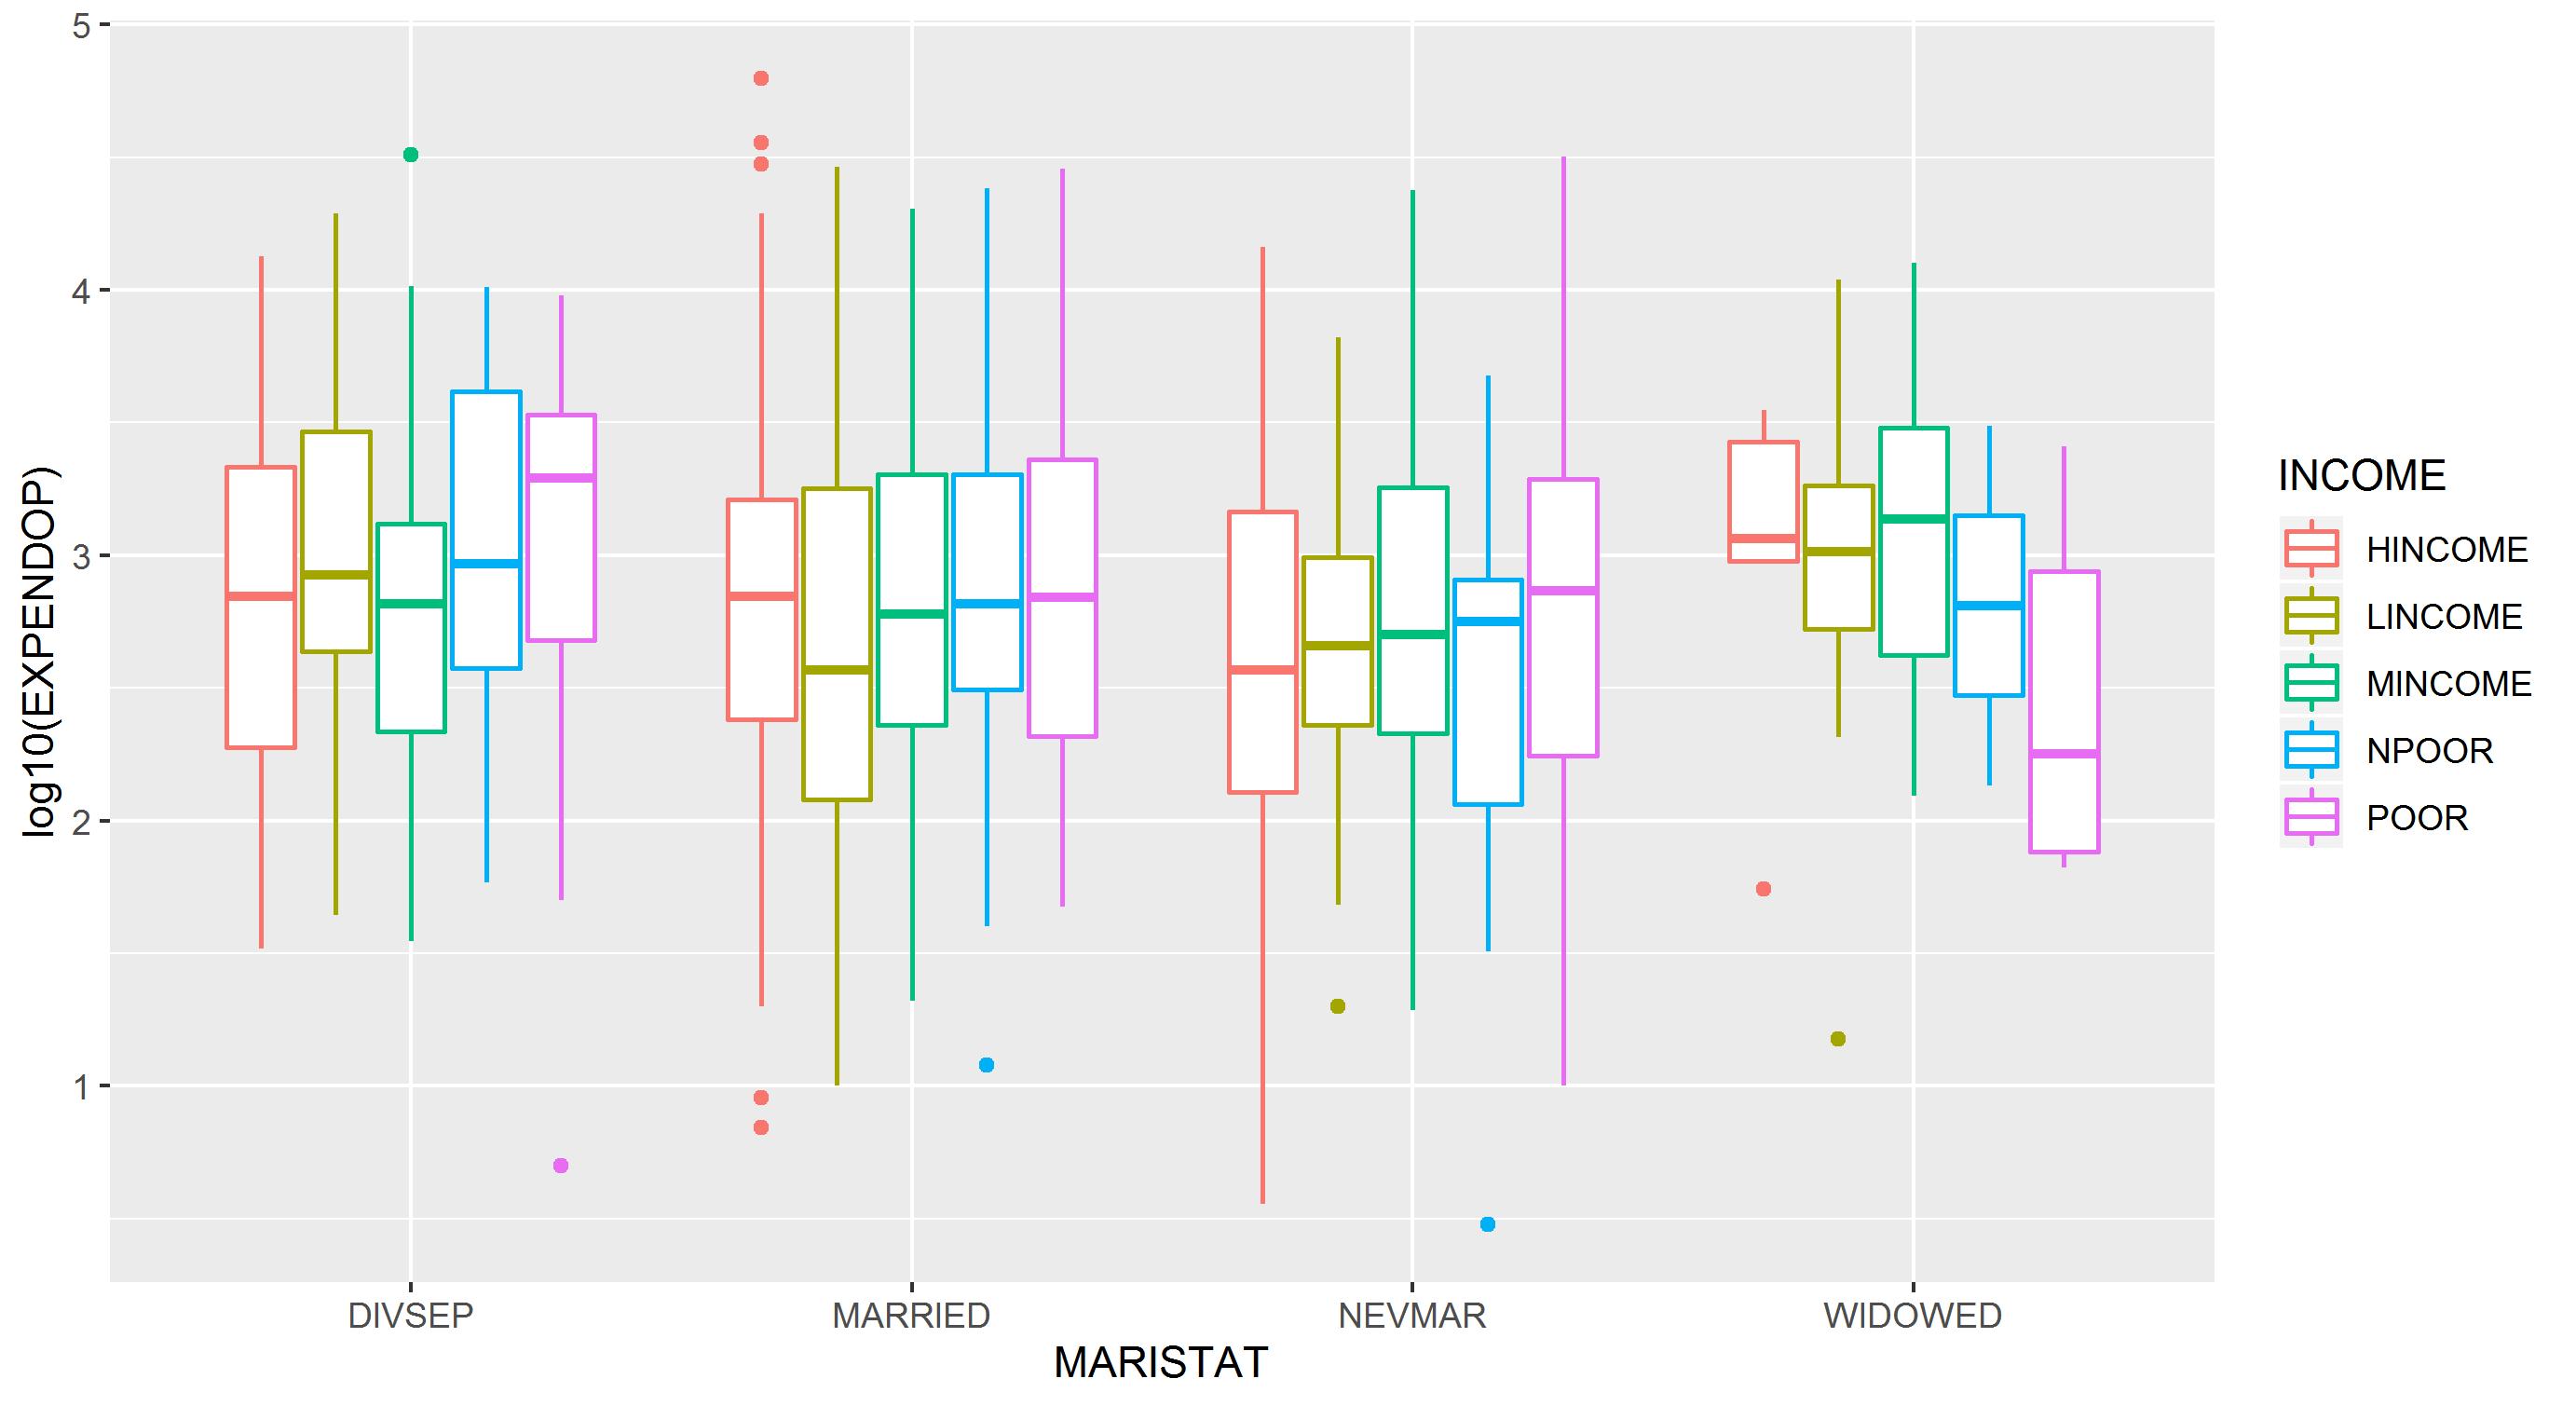 5
4
3
2
1
log10(EXPENDOP)
DIVSEP
MARRIED
NEVMAR
WIDOWED
MARISTAT
INCOME
HINCOME
LINCOME
MINCOME
NPOOR
POOR